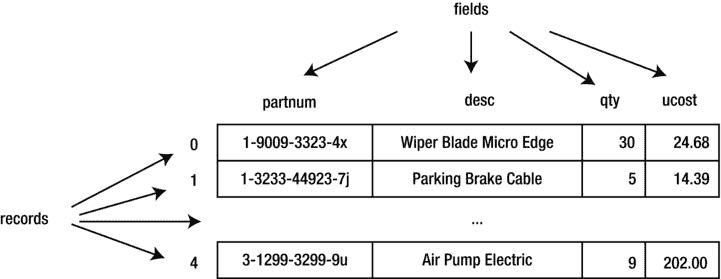 fields
partnum desc qty ucost
0 1-9009-3323-4x Wiper Blade Micro Edge 30 24.68
1 1-3233-44923-7j Parking Brake Cable 5 14.39
records ...
4 3-1299-3299-9u Air Pump Electric 9 202.00